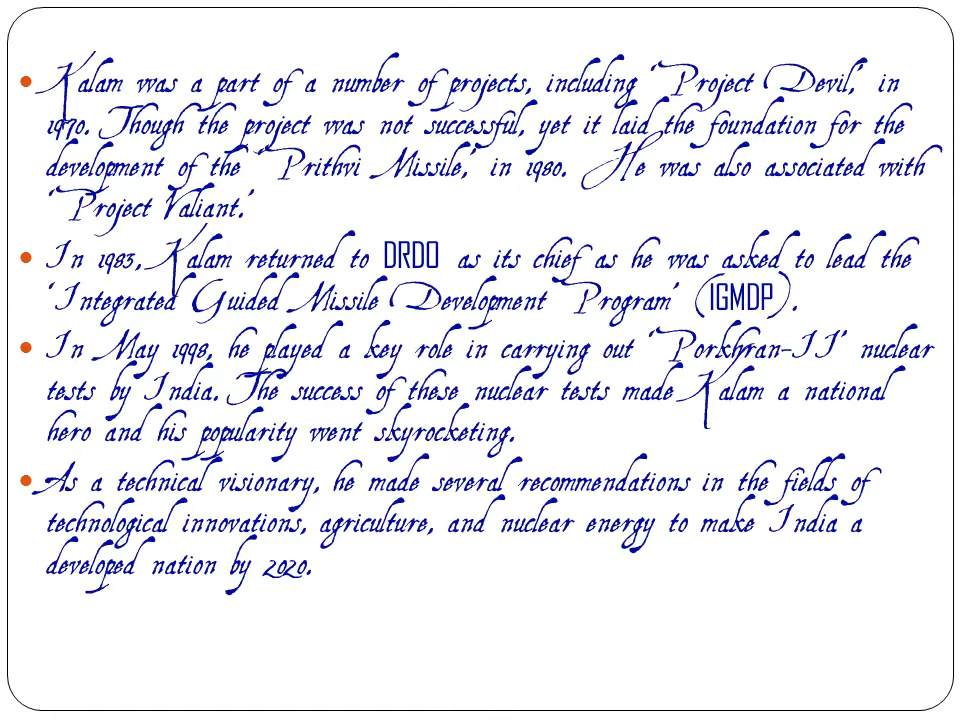 • Kalam was a part of a number of projects, including 'Project Devil,' in
1970. Though the project was not successful, yet it laid the foundation for the
development of the 'Prithvi Missile,' in 1980. He was also associated with
'Project Valiant.'
• In 1983, Kalam returned to DRDO as its chief as he was asked to lead the
'Integrated Guided Missile Development Program' (IGMDP).
• In May 1998, he played a key role in carrying out 'Porkhran-II' nuclear
tests by India. The success of these nuclear tests made Kalam a national
hero and his popularity went skyrocketing.
• As a technical visionary, he made several recommendations in the fields of
technological innovations, agriculture, and nuclear energy to make India a
developed nation by 2020.